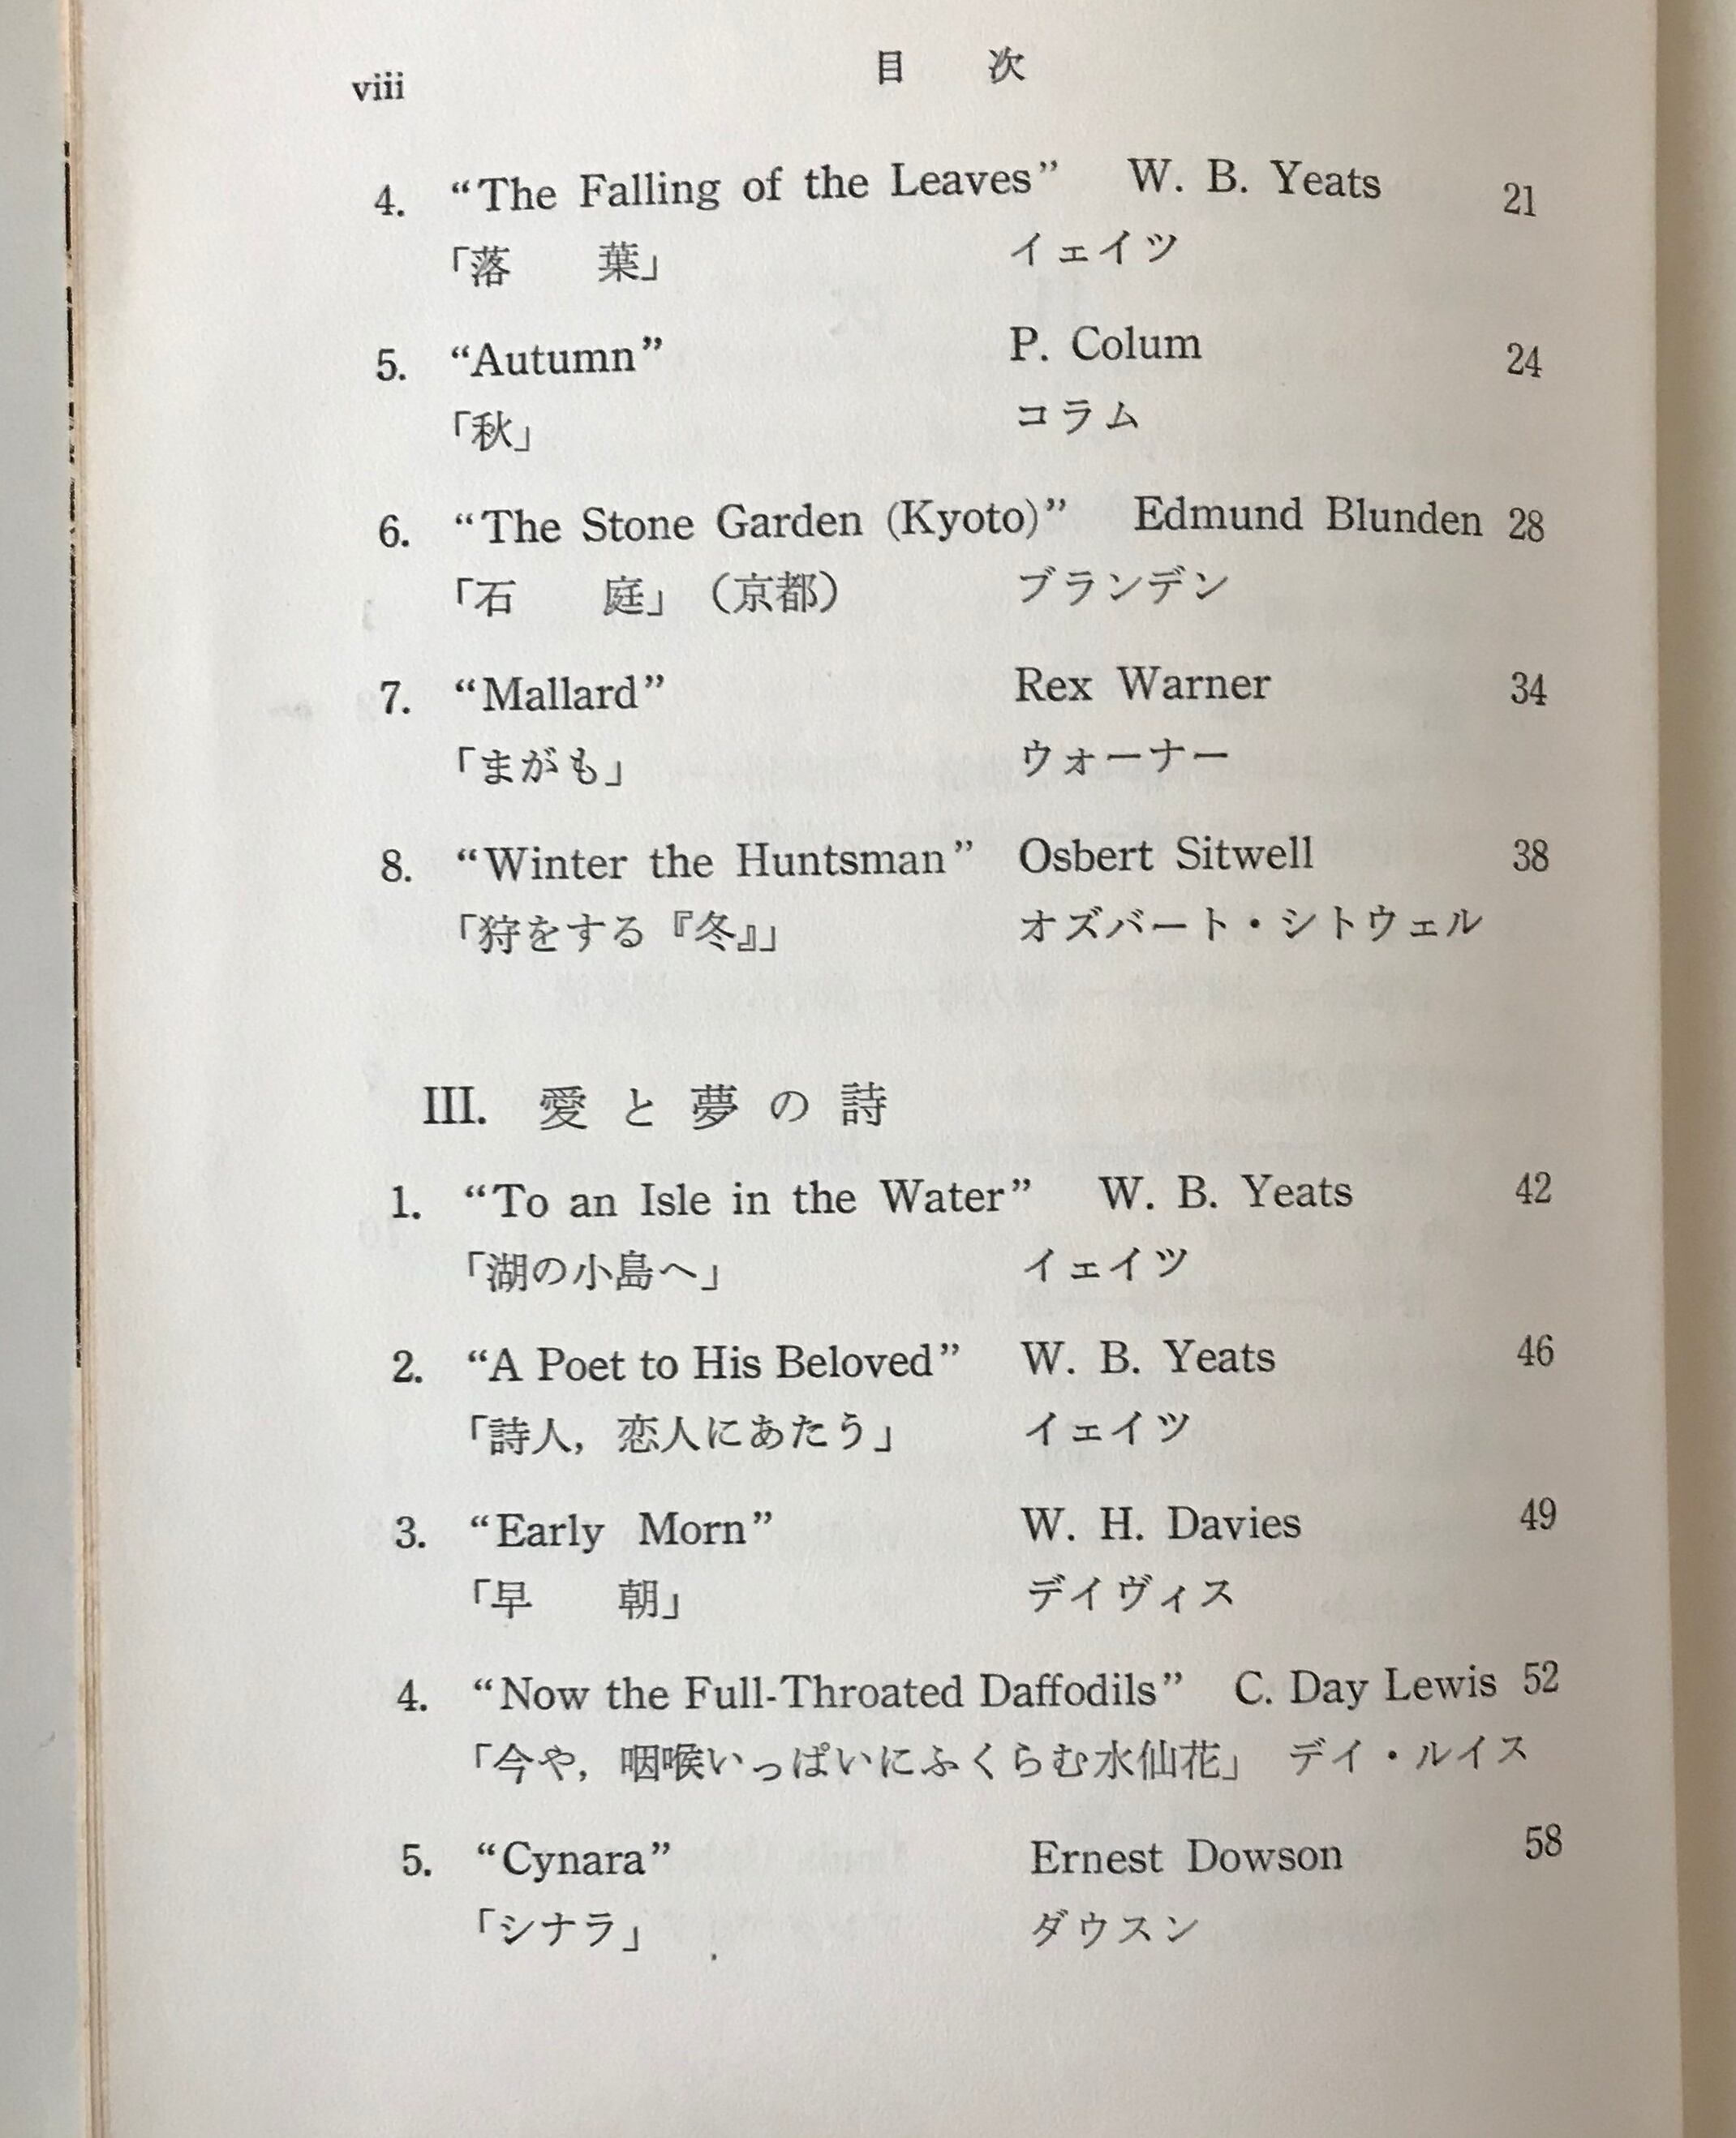 viii 目 次
4. “The Falling of the Leaves” W. B. Yeats 21
「落 葉」 イェイツ
5. “Autumn” P. Colum 24
「秋」 コラム
6. “The Stone Garden (Kyoto)” Edmund Blunden 28
「石 庭」（京都） ブランデン
7. “Mallard” Rex Warner 34
「まがも」 ウォーナー
8. “Winter the Huntsman” Osbert Sitwell 38
「狩をする『冬』」 オズバート・シトウェル
III. 愛と夢の詩
1. “To an Isle in the Water” W. B. Yeats 42
「湖の小島へ」 イェイツ
2. “A Poet to His Beloved” W. B. Yeats 46
「詩人，恋人にあたう」 イェイツ
3. “Early Morn” W. H. Davies 49
「早 朝」 デイヴィス
4. “Now the Full-Throated Daffodils” C. Day Lewis 52
「今や，咽喉いっぱいにふくらむ水仙花」 デイ・ルイス
5. “Cynara” Ernest Dowson 58
「シナラ」 ダウスン